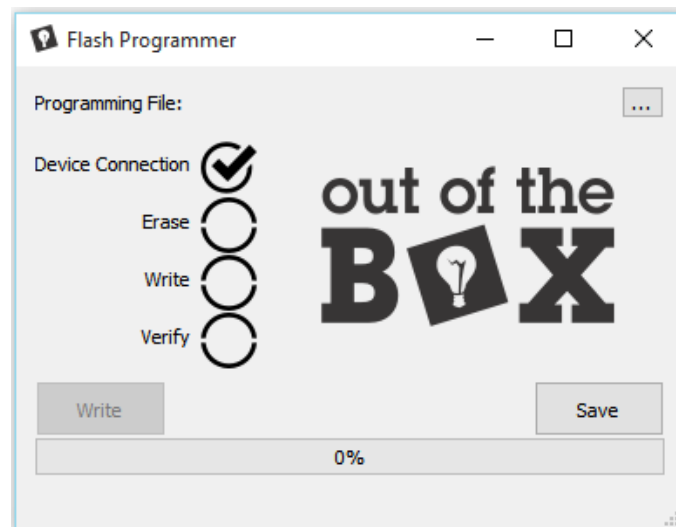 Flash Programmer
Programming File:
...
Device Connection
Erase
Write
Verify
out of the
BOX
Write
Save
0%